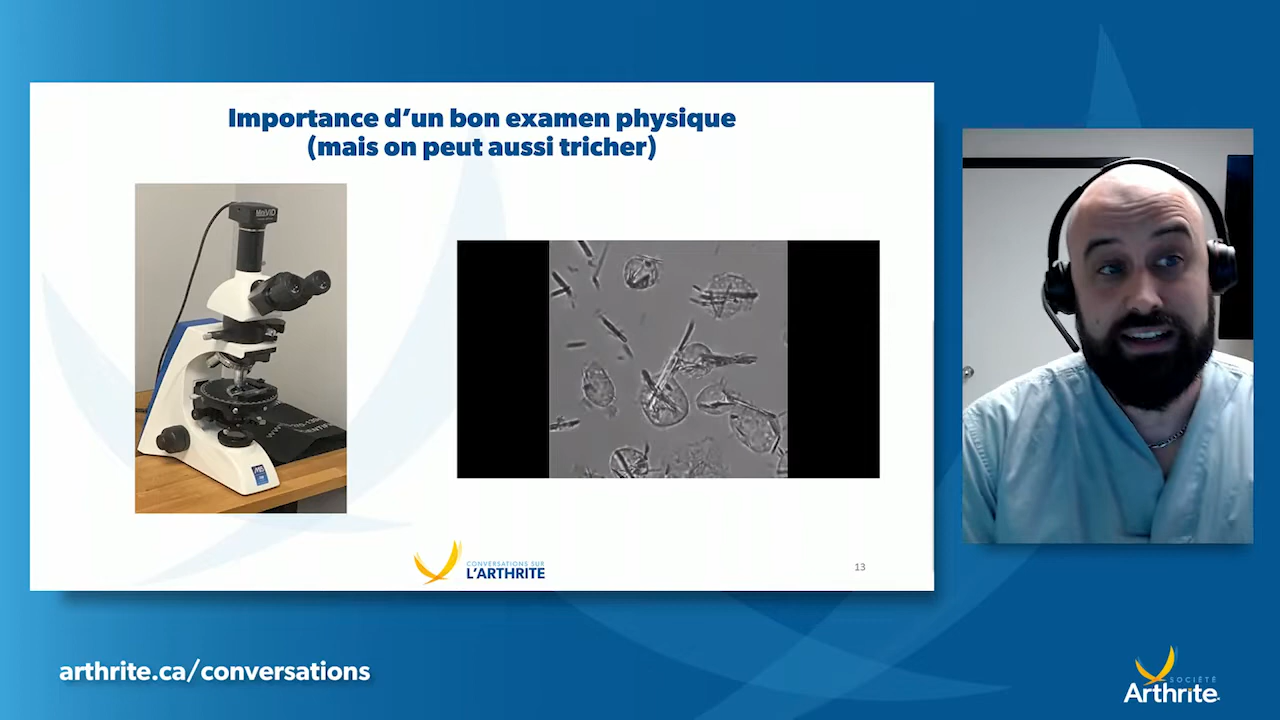 Importance d’un bon examen physique
(mais on peut aussi tricher)
CONVERSATIONS SUR
L’ARTHRITE
13
arthrite.ca/conversations
SOCIÉTÉ
Arthrite